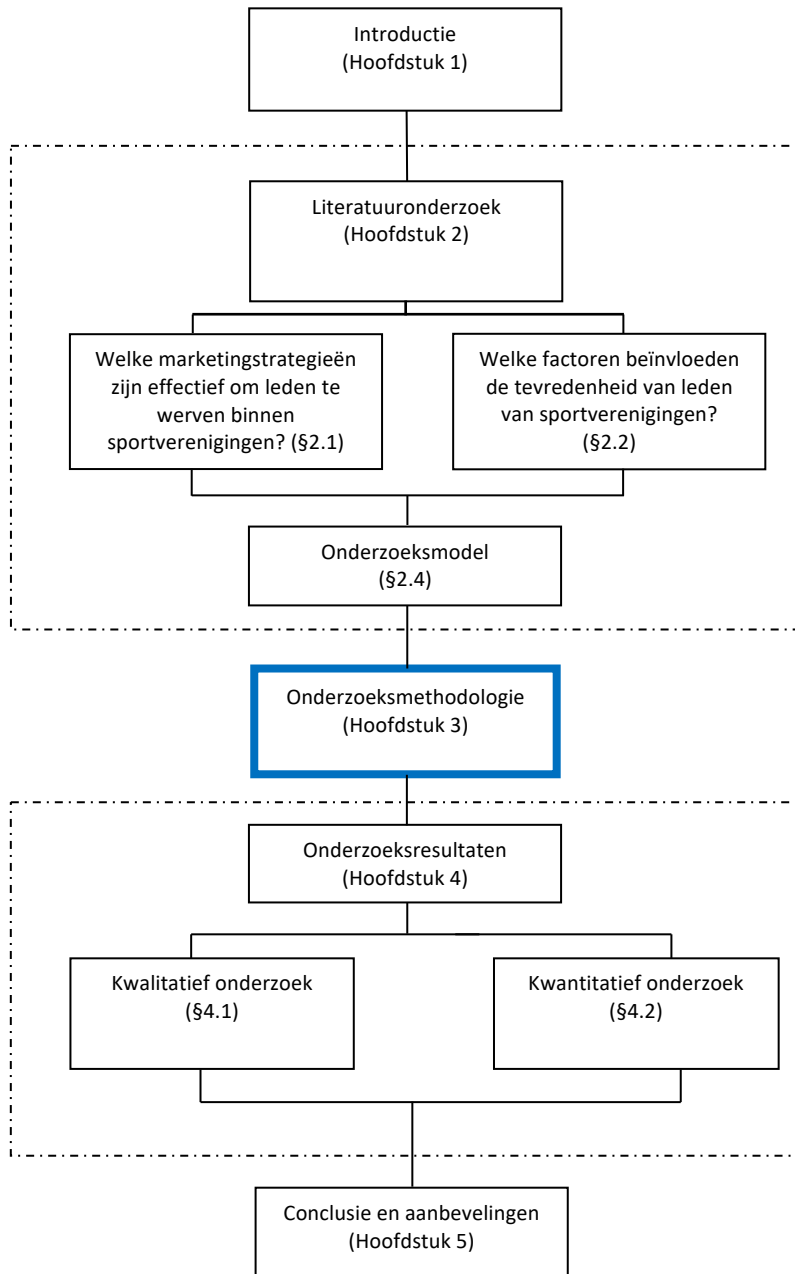 Introductie
(Hoofdstuk 1)
Literatuuronderzoek
(Hoofdstuk 2)
Welke marketingstrategieën
zijn effectief om leden te
werven binnen
sportverenigingen? (§2.1)
Welke factoren beïnvloeden
de tevredenheid van leden
van sportverenigingen?
(§2.2)
Onderzoeksmodel
(§2.4)
Onderzoeksmethodologie
(Hoofdstuk 3)
Onderzoeksresultaten
(Hoofdstuk 4)
Kwalitatief onderzoek
(§4.1)
Kwantitatief onderzoek
(§4.2)
Conclusie en aanbevelingen
(Hoofdstuk 5)